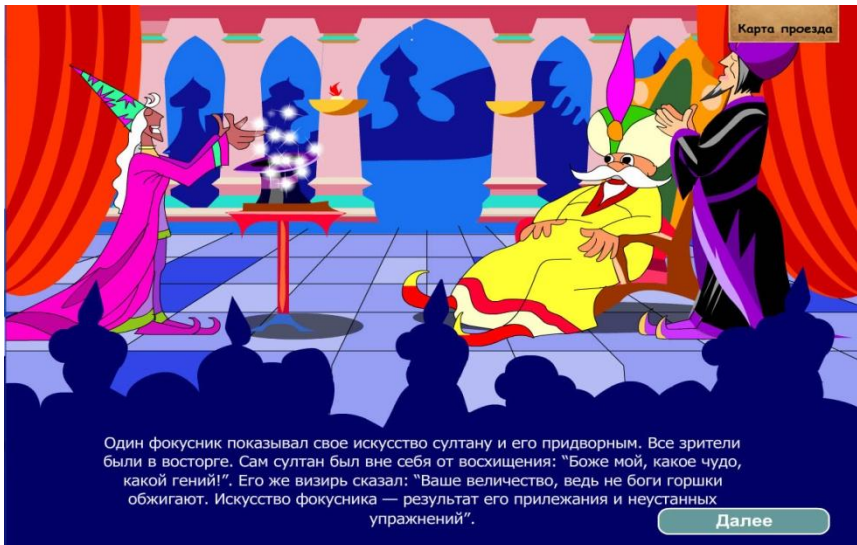 Карта проезда
Один фокусник показывал свое искусство султану и его придворным. Все зрители
были в восторге. Сам султан был вне себя от восхищения: “Боже мой, какое чудо,
какой гений!”. Его же визирь сказал: “Ваше величество, ведь не боги горшки
обжигают. Искусство фокусника — результат его прилежания и неустанных
упражнений”.
Далее